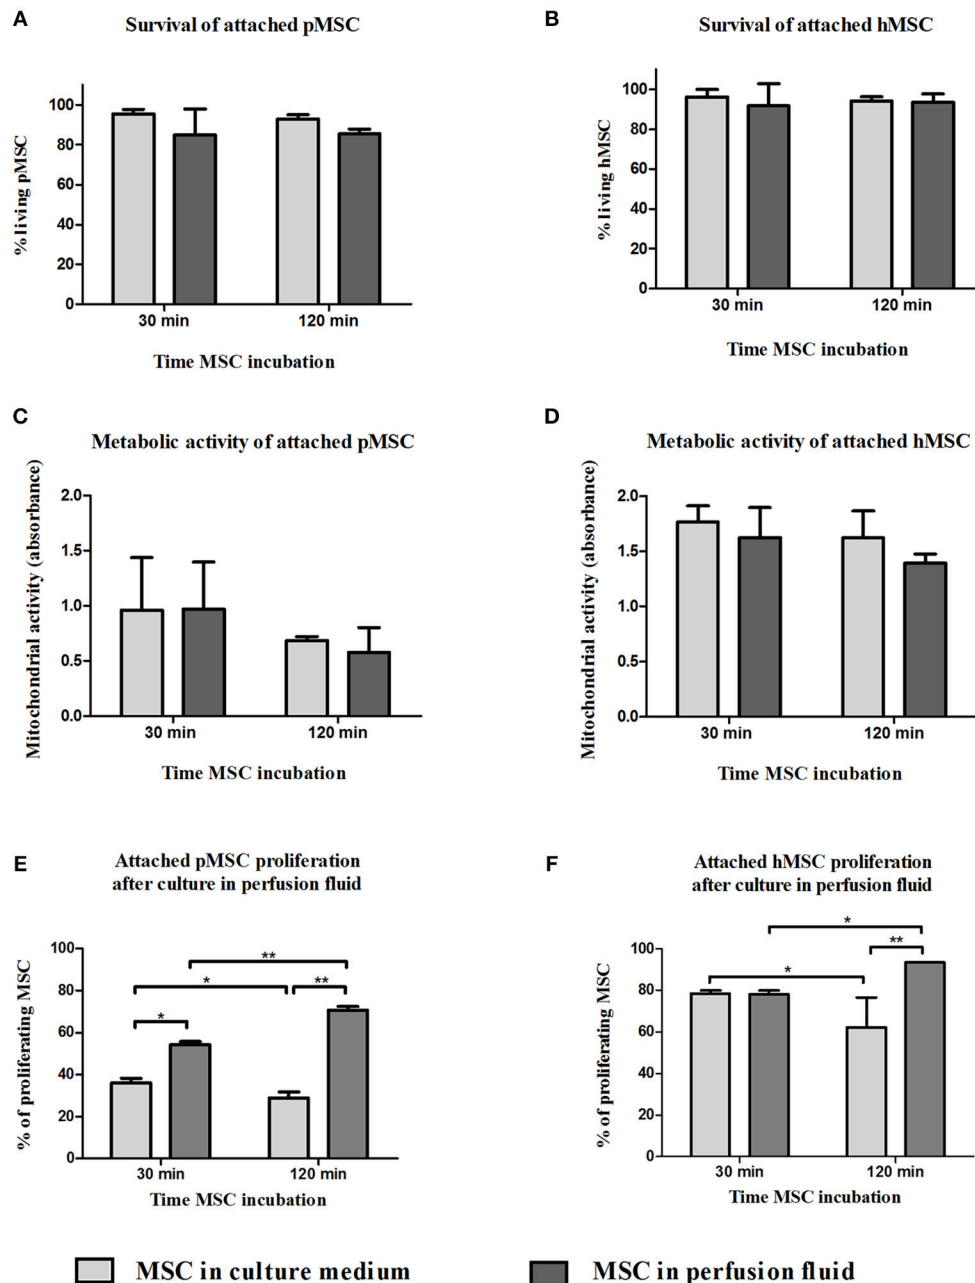 A
Survival of attached pMSC
% living pMSC
100
80
60
40
20
0
30 min
120 min
Time MSC incubation
B
Survival of attached hMSC
% living hMSC
100
80
60
40
20
0
30 min
120 min
Time MSC incubation
C
Metabolic activity of attached pMSC
Mitochondrial activity (absorbance)
2.0
1.5
1.0
0.5
0.0
30 min
120 min
Time MSC incubation
D
Metabolic activity of attached hMSC
Mitochondrial activity (absorbance)
2.0
1.5
1.0
0.5
0.0
30 min
120 min
Time MSC incubation
E
Attached pMSC proliferation
after culture in perfusion fluid
% of proliferating MSC
100
80
60
40
20
0
**
*
**
*
30 min
120 min
Time MSC incubation
F
Attached hMSC proliferation
after culture in perfusion fluid
% of proliferating MSC
100
80
60
40
20
0
*
**
*
30 min
120 min
Time MSC incubation
MSC in culture medium
MSC in perfusion fluid